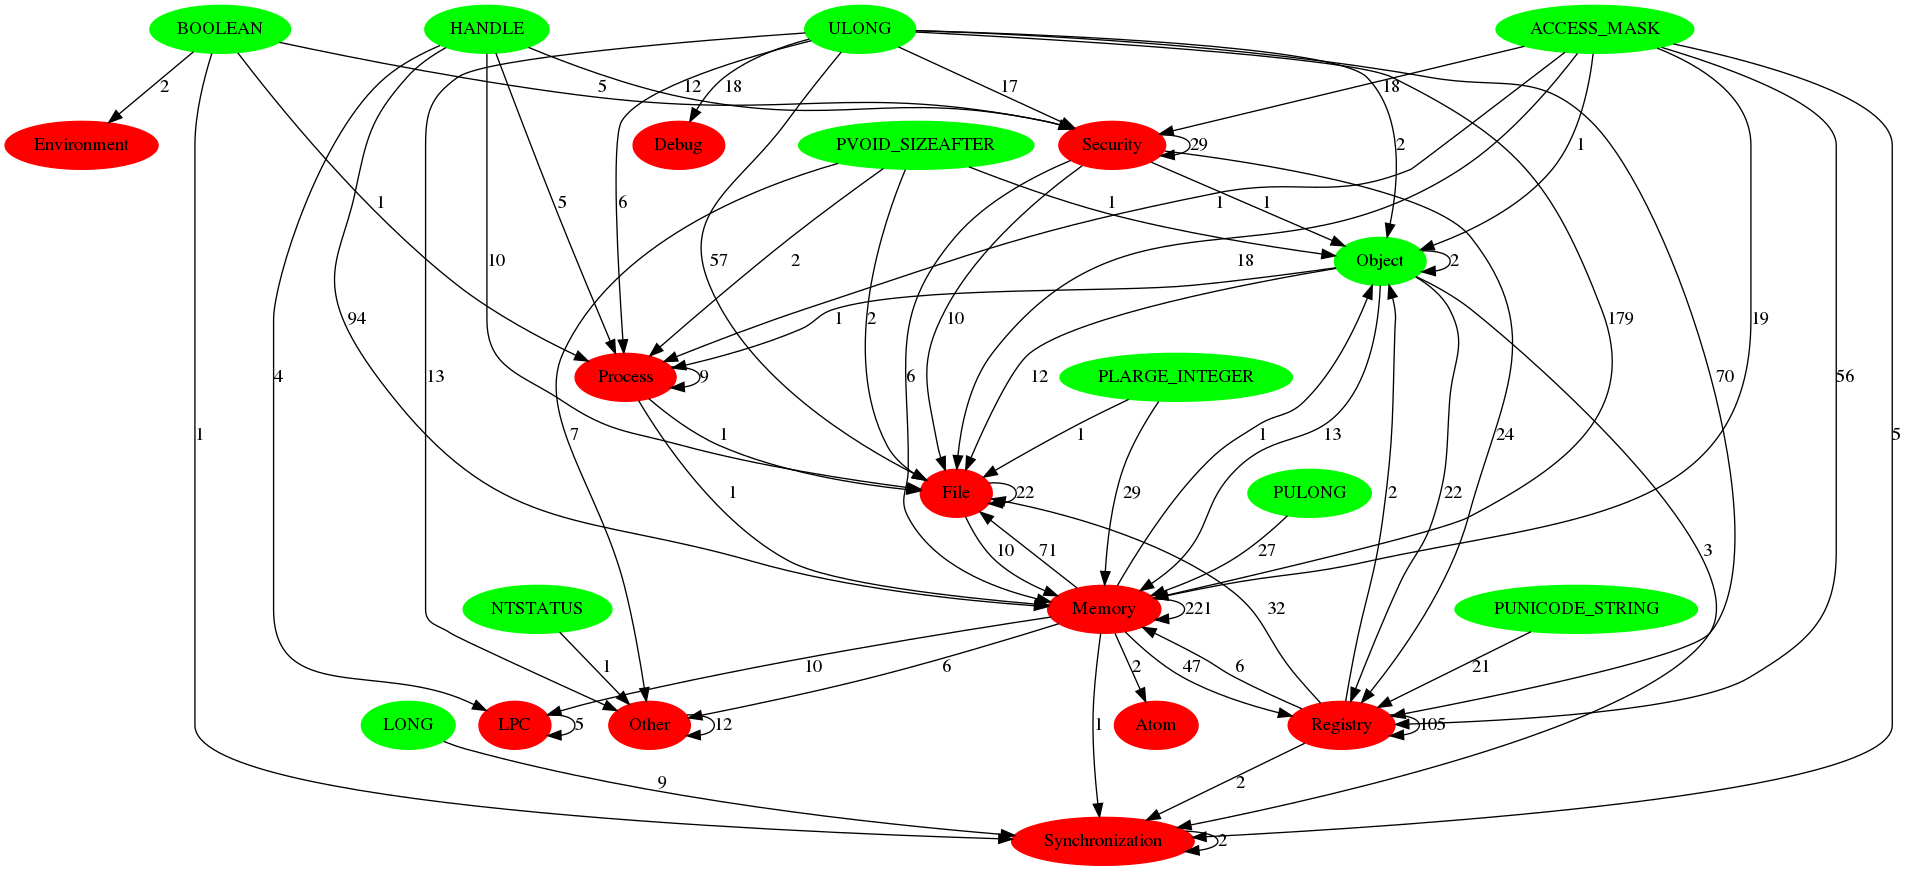 BOOLEAN HANDLE ULONG ACCESS_MASK
2 5 12 18 17 18
Environment Debug PVOID_SIZEAFTER Security 29 2 1
1 5 6 2 1 1 1
10 57 Object 2
94 2 10 18 1 12 179 19
4 13 Process 9 6 PLARGE_INTEGER 70 56
1 7 1 1 1 13 24 5
1 File 22 29 PULONG 2 22
10 71 27 3
NTSTATUS Memory 221 32 PUNICODE_STRING
1 10 6 2 47 6 21
LONG LPC 5 Other 12 1 Atom Registry 105
9 2
Synchronization 2